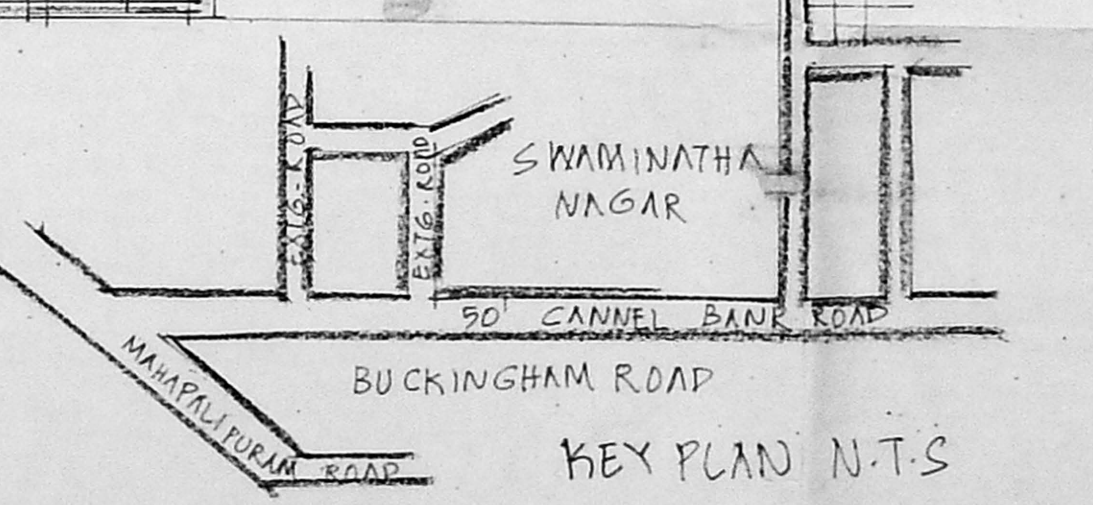 EXTG. ROAD
EXTG. ROAD
SWAMINATHA
NAGAR
50' CANNEL BANK ROAD
BUCKINGHAM ROAD
MAHAPALIPURAM ROAD
KEY PLAN N.T.S